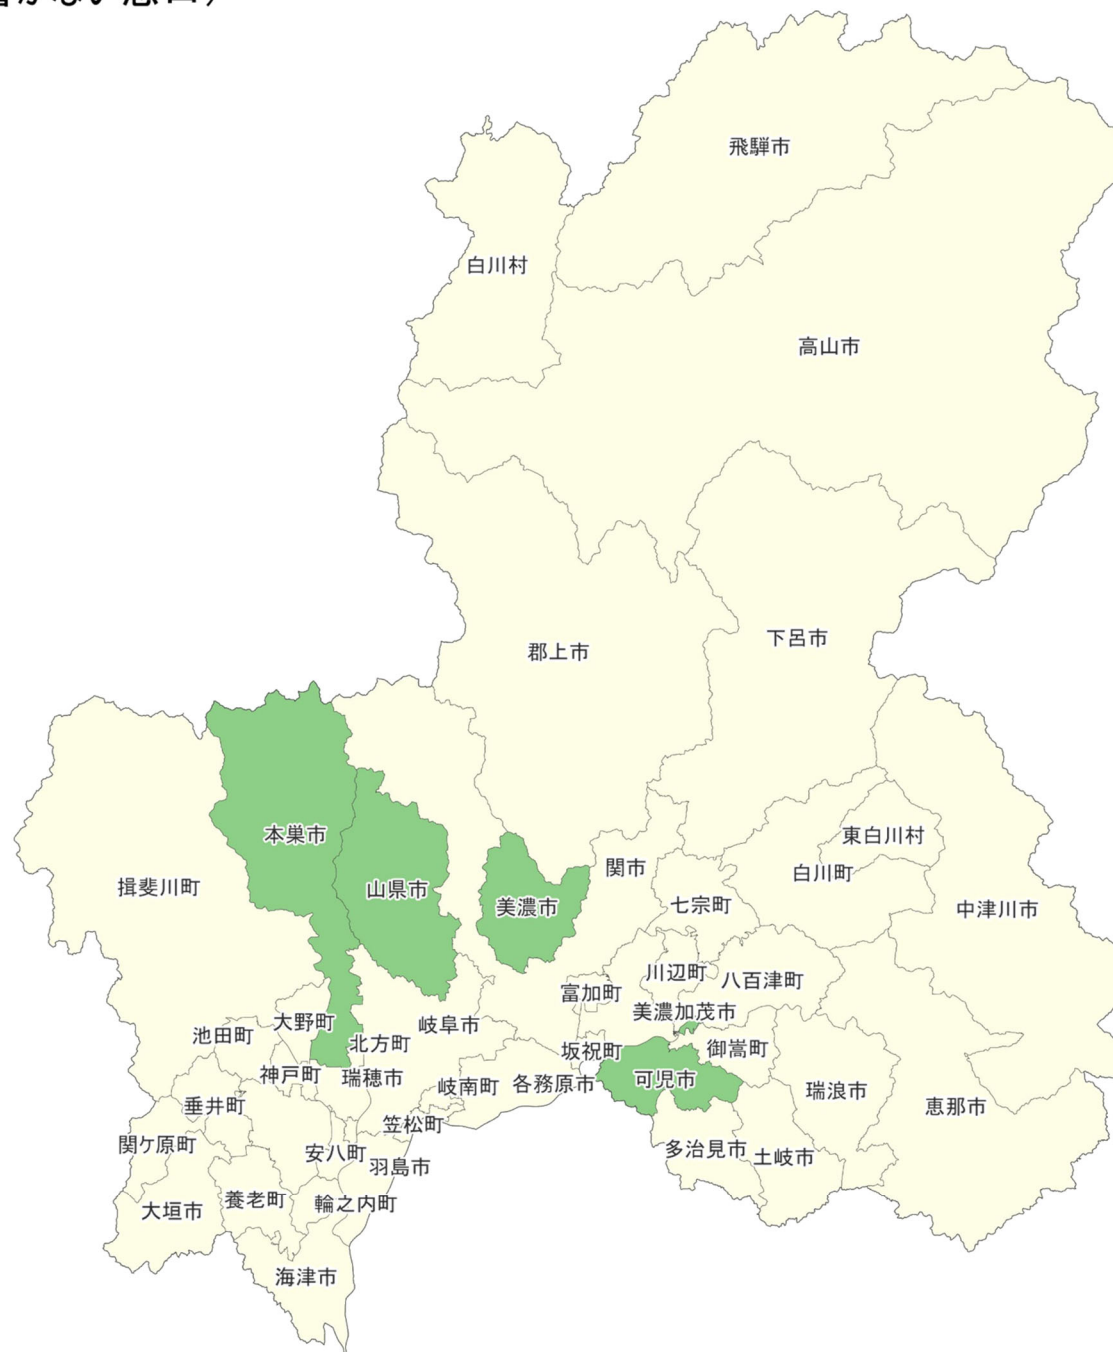 飛騨市
白川村
高山市
下呂市
郡上市
東白川村
本巣市
関市
白川町
揖斐川町
山県市
美濃市
七宗町
中津川市
川辺町
八百津町
富加町
美濃加茂市
大野町
岐阜市
池田町
北方町
坂祝町
御嵩町
神戸町
瑞穂市
岐南町
各務原市
可児市
瑞浪市
垂井町
恵那市
笠松町
関ケ原町
安八町
多治見市
土岐市
羽島市
養老町
輪之内町
大垣市
海津市